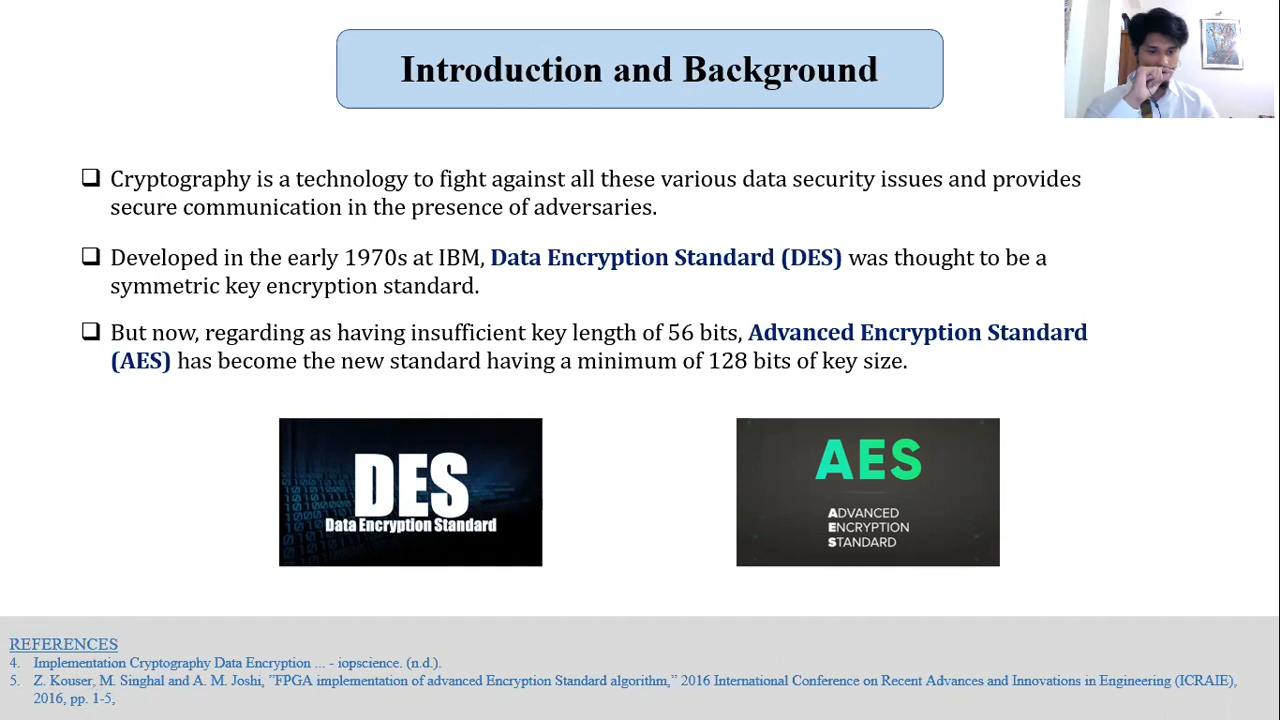 Introduction and Background
❑ Cryptography is a technology to fight against all these various data security issues and provides
secure communication in the presence of adversaries.
❑ Developed in the early 1970s at IBM, Data Encryption Standard (DES) was thought to be a
symmetric key encryption standard.
❑ But now, regarding as having insufficient key length of 56 bits, Advanced Encryption Standard
(AES) has become the new standard having a minimum of 128 bits of key size.
DES
Data Encryption Standard
AES
ADVANCED
ENCRYPTION
STANDARD
REFERENCES
4. Implementation Cryptography Data Encryption ... - iopscience. (n.d.).
5. Z. Kouser, M. Singhal and A. M. Joshi, "FPGA implementation of advanced Encryption Standard algorithm," 2016 International Conference on Recent Advances and Innovations in Engineering (ICRAIE),
2016, pp. 1-5,